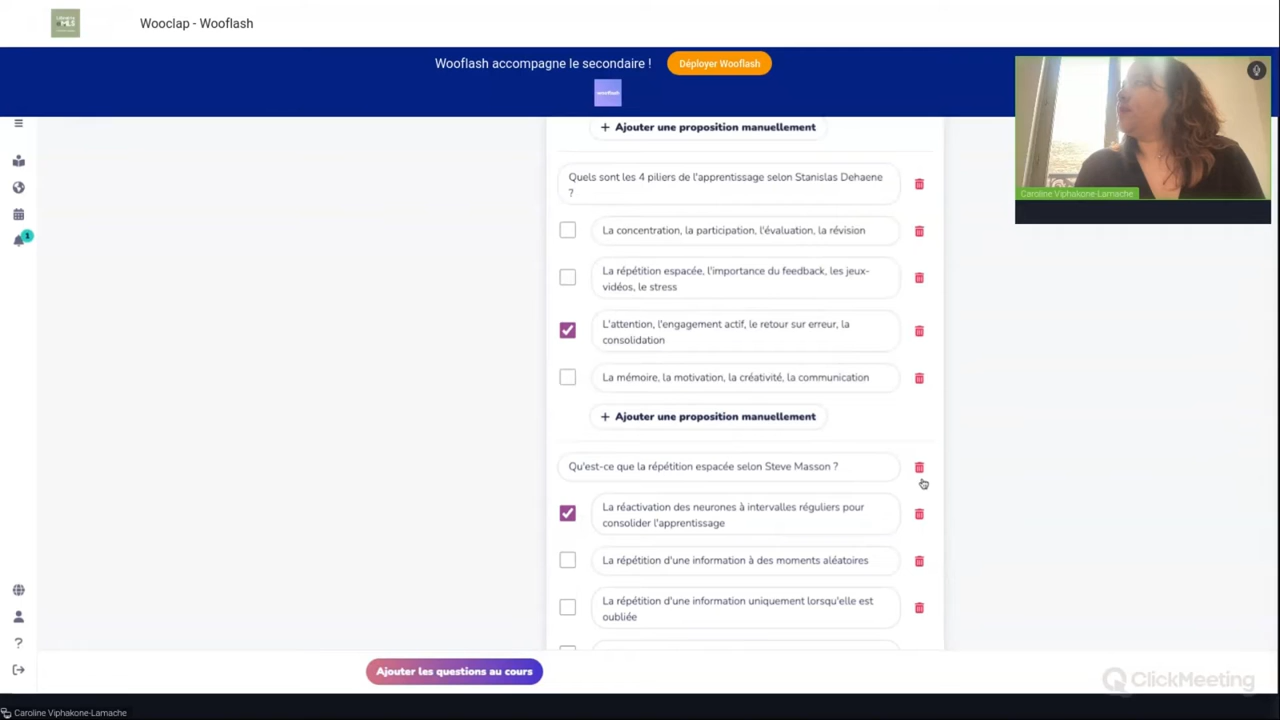 Wooclap - Wooflash
Wooflash accompagne le secondaire !
Déployer Wooflash
wooflash
+ Ajouter une proposition manuellement
Quels sont les 4 piliers de l'apprentissage selon Stanislas Dehaene
?
La concentration, la participation, l'évaluation, la révision
La répétition espacée, l'importance du feedback, les jeux-
vidéos, le stress
L'attention, l'engagement actif, le retour sur erreur, la
consolidation
La mémoire, la motivation, la créativité, la communication
+ Ajouter une proposition manuellement
Qu'est-ce que la répétition espacée selon Steve Masson ?
La réactivation des neurones à intervalles réguliers pour
consolider l'apprentissage
La répétition d'une information à des moments aléatoires
La répétition d'une information uniquement lorsqu'elle est
oubliée
Ajouter les questions au cours
1
?
Caroline Viphakone-Lamache
ClickMeeting
Caroline Viphakone-Lamache